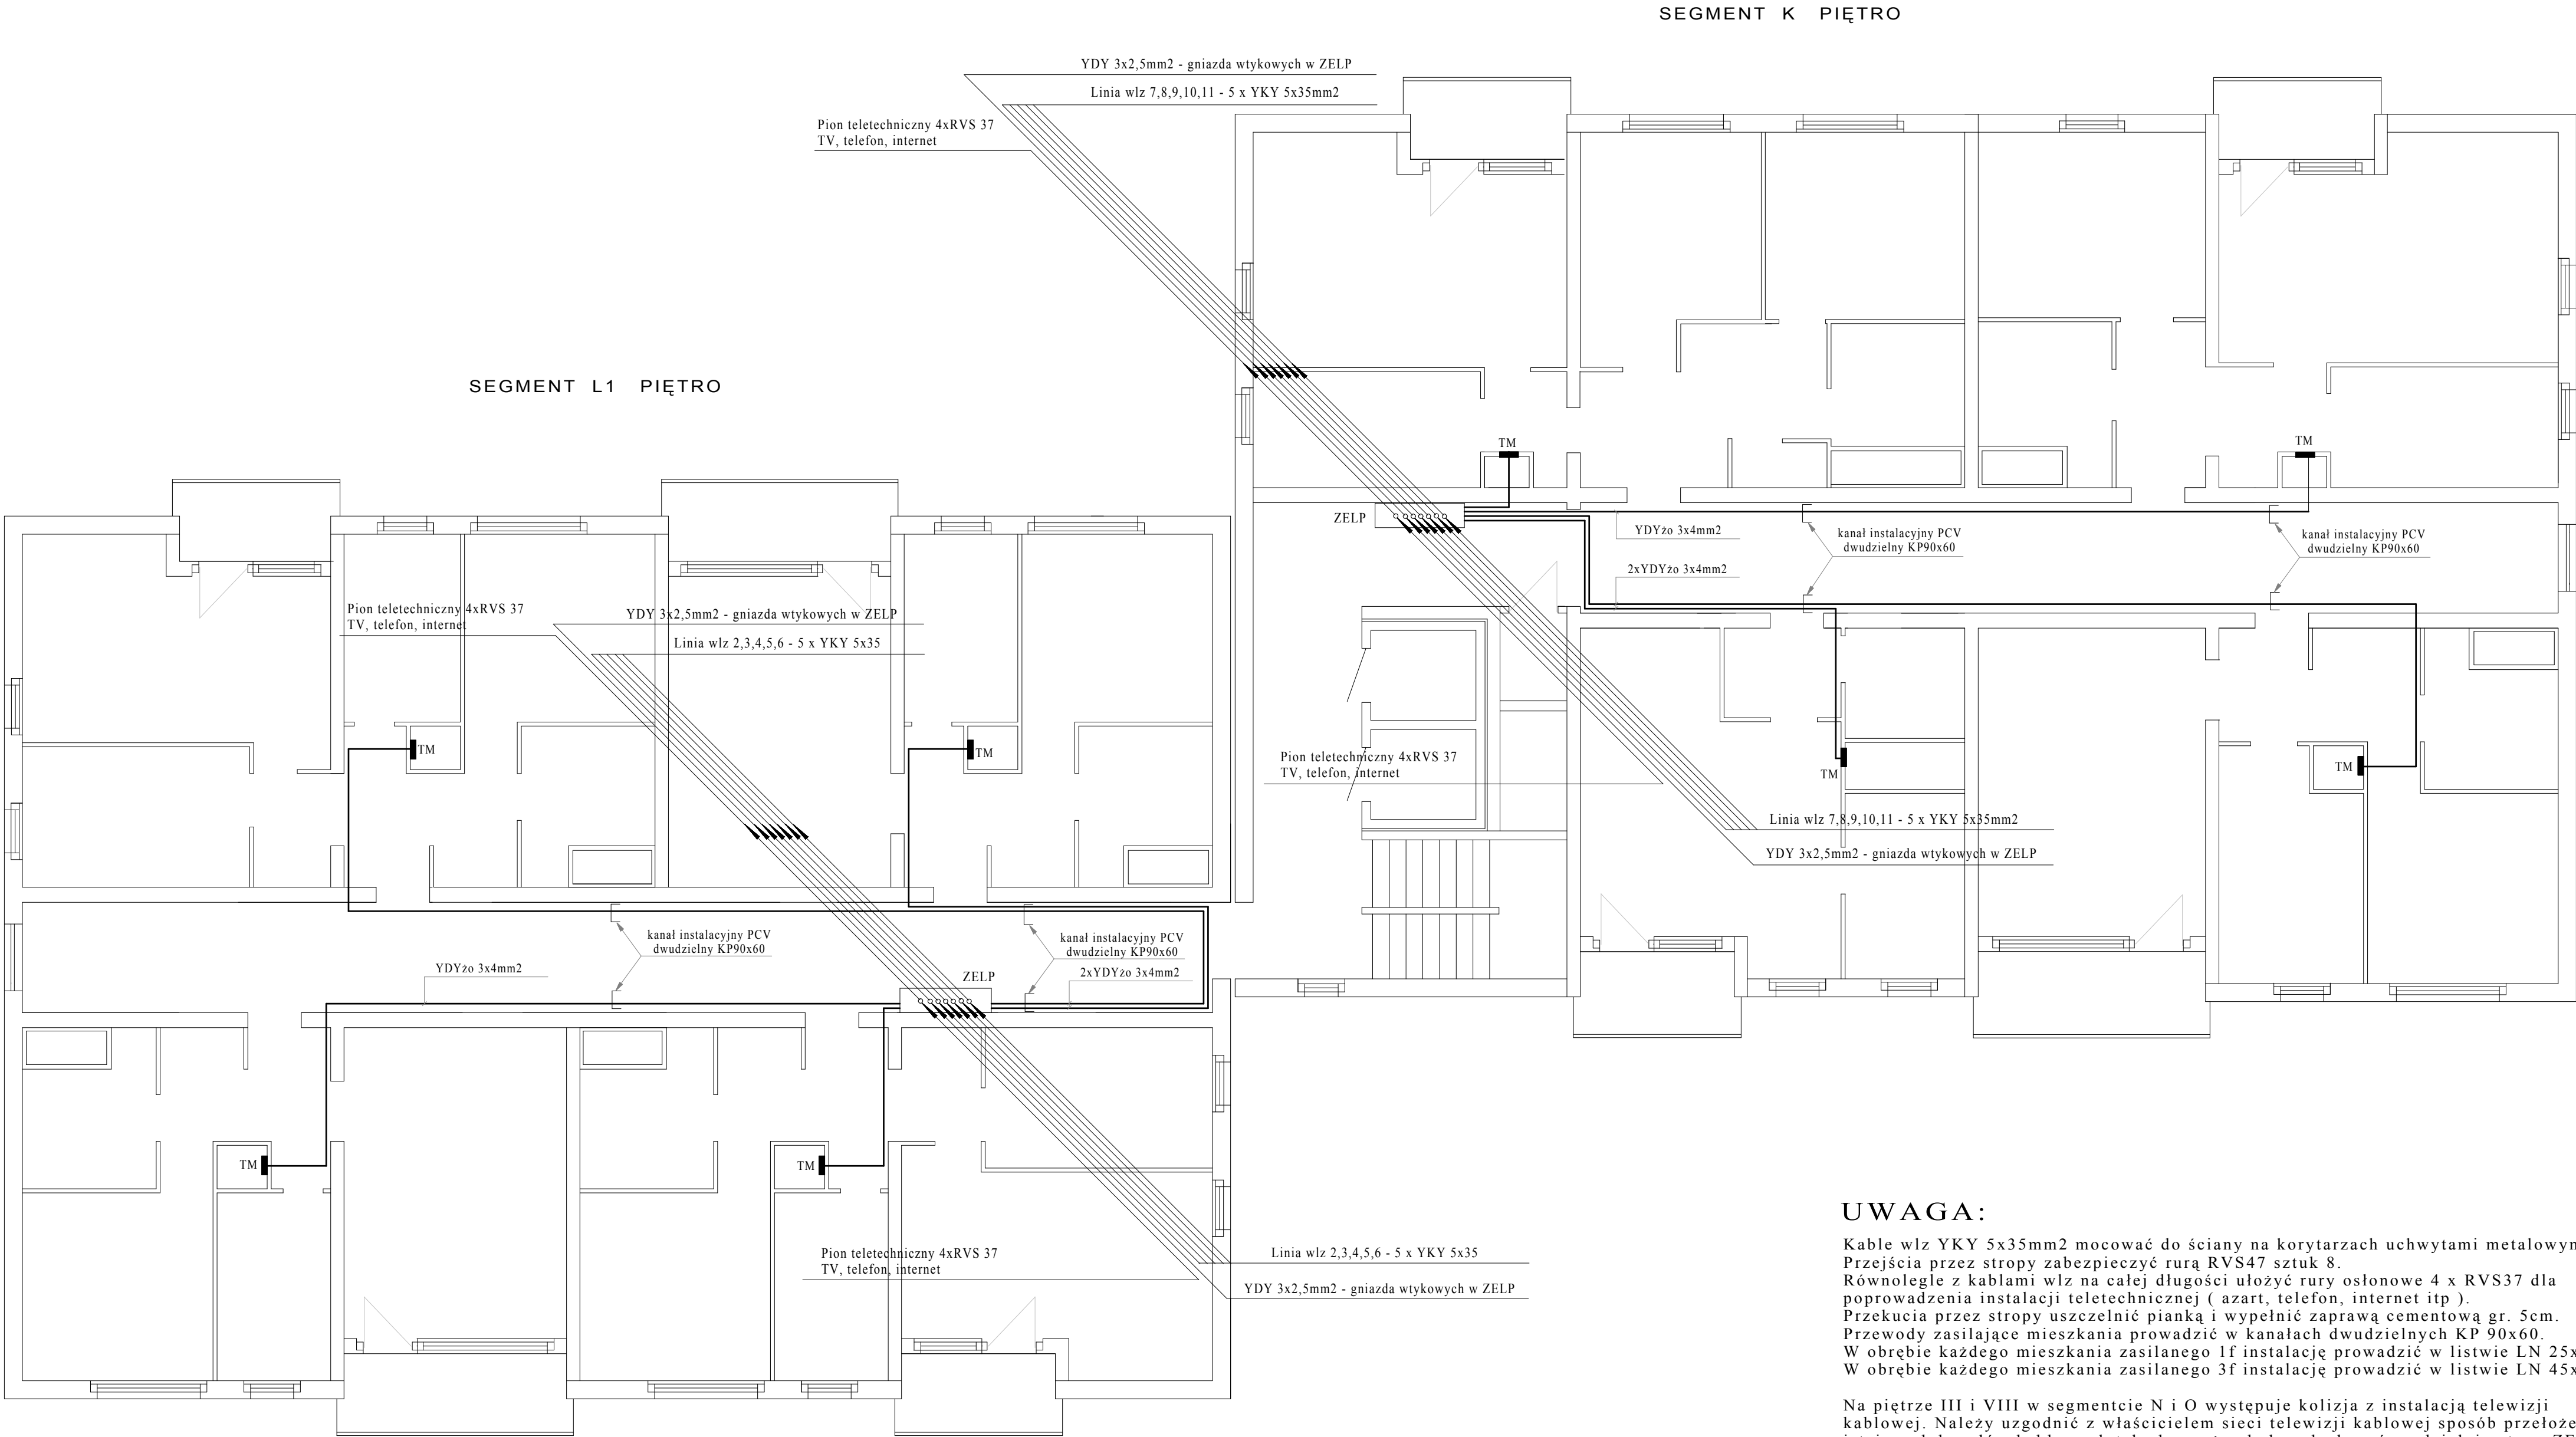 SEGMENT K PIĘTRO
YDY 3x2,5mm2 - gniazda wtykowych w ZELP
Linia wlz 7,8,9,10,11 - 5 x YKY 5x35mm2
Pion teletechniczny 4xRVS 37
TV, telefon, internet
SEGMENT L1 PIĘTRO
TM
TM
ZELP
YDYżo 3x4mm2
kanał instalacyjny PCV
dwudzielny KP90x60
kanał instalacyjny PCV
dwudzielny KP90x60
2xYDYżo 3x4mm2
Pion teletechniczny 4xRVS 37
TV, telefon, internet
YDY 3x2,5mm2 - gniazda wtykowych w ZELP
Linia wlz 2,3,4,5,6 - 5 x YKY 5x35
TM
TM
Pion teletechniczny 4xRVS 37
TV, telefon, internet
TM
TM
Linia wlz 7,8,9,10,11 - 5 x YKY 5x35mm2
YDY 3x2,5mm2 - gniazda wtykowych w ZELP
kanał instalacyjny PCV
dwudzielny KP90x60
kanał instalacyjny PCV
dwudzielny KP90x60
YDYżo 3x4mm2
ZELP
2xYDYżo 3x4mm2
TM
TM
Pion teletechniczny 4xRVS 37
TV, telefon, internet
Linia wlz 2,3,4,5,6 - 5 x YKY 5x35
YDY 3x2,5mm2 - gniazda wtykowych w ZELP
UWAGA:
Kable wlz YKY 5x35mm2 mocować do ściany na korytarzach uchwytami
Przejścia przez stropy zabezpieczyć rurą RVS47 sztuk 8.
Równolegle z kablami wlz na całej długości ułożyć rury osłonowe 4 x RVS37 dla
poprowadzenia instalacji teletechnicznej ( azart, telefon, internet itp ).
Przekucia przez stropy uszczelnić pianką i wypełnić zaprawą cementową gr. 5cm.
Przewody zasilające mieszkania prowadzić w kanałach dwudzielnych KP 90x60.
W obrębie każdego mieszkania zasilanego 1f instalację prowadzić w listwie LN 25x
W obrębie każdego mieszkania zasilanego 3f instalację prowadzić w listwie LN 45x
Na piętrze III i VIII w segmentcie N i O występuje kolizja z instalacją telewizji
kablowej. Należy uzgodnić z właścicielem sieci telewizji kablowej sposób